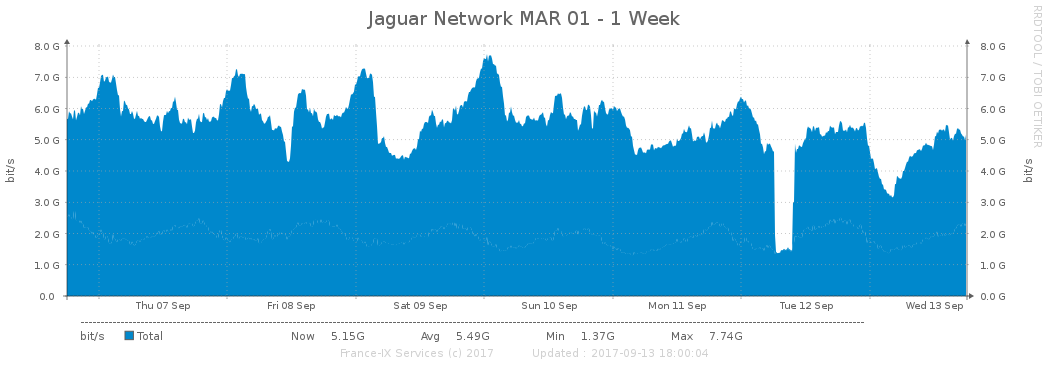 Jaguar Network MAR 01 - 1 Week
RRDTOOL / TOBI OETIKER
bit/s
8.0 G
7.0 G
6.0 G
5.0 G
4.0 G
3.0 G
2.0 G
1.0 G
0.0
8.0 G
7.0 G
6.0 G
5.0 G
4.0 G
3.0 G
2.0 G
1.0 G
0.0 G
bit/s
Thu 07 Sep Fri 08 Sep Sat 09 Sep Sun 10 Sep Mon 11 Sep Tue 12 Sep Wed 13 Sep
bit/s Total Now 5.15G Avg 5.49G Min 1.37G Max 7.74G
France-IX Services (c) 2017 Updated : 2017-09-13 18:00:04